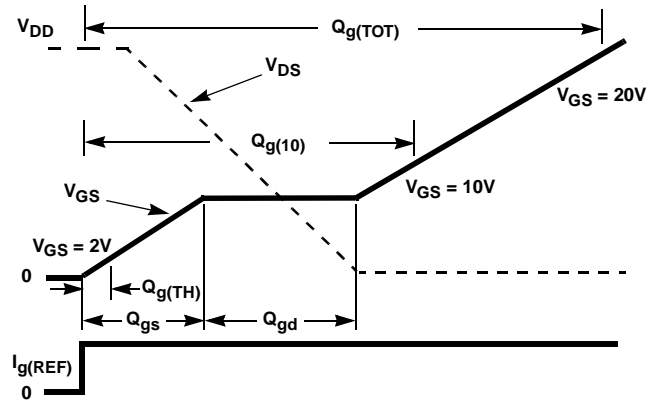 V_DD
Q_g(TOT)
V_DS
V_GS = 20V
Q_g(10)
V_GS
V_GS = 10V
V_GS = 2V
0
Q_g(TH)
Q_gs
Q_gd
I_g(REF)
0